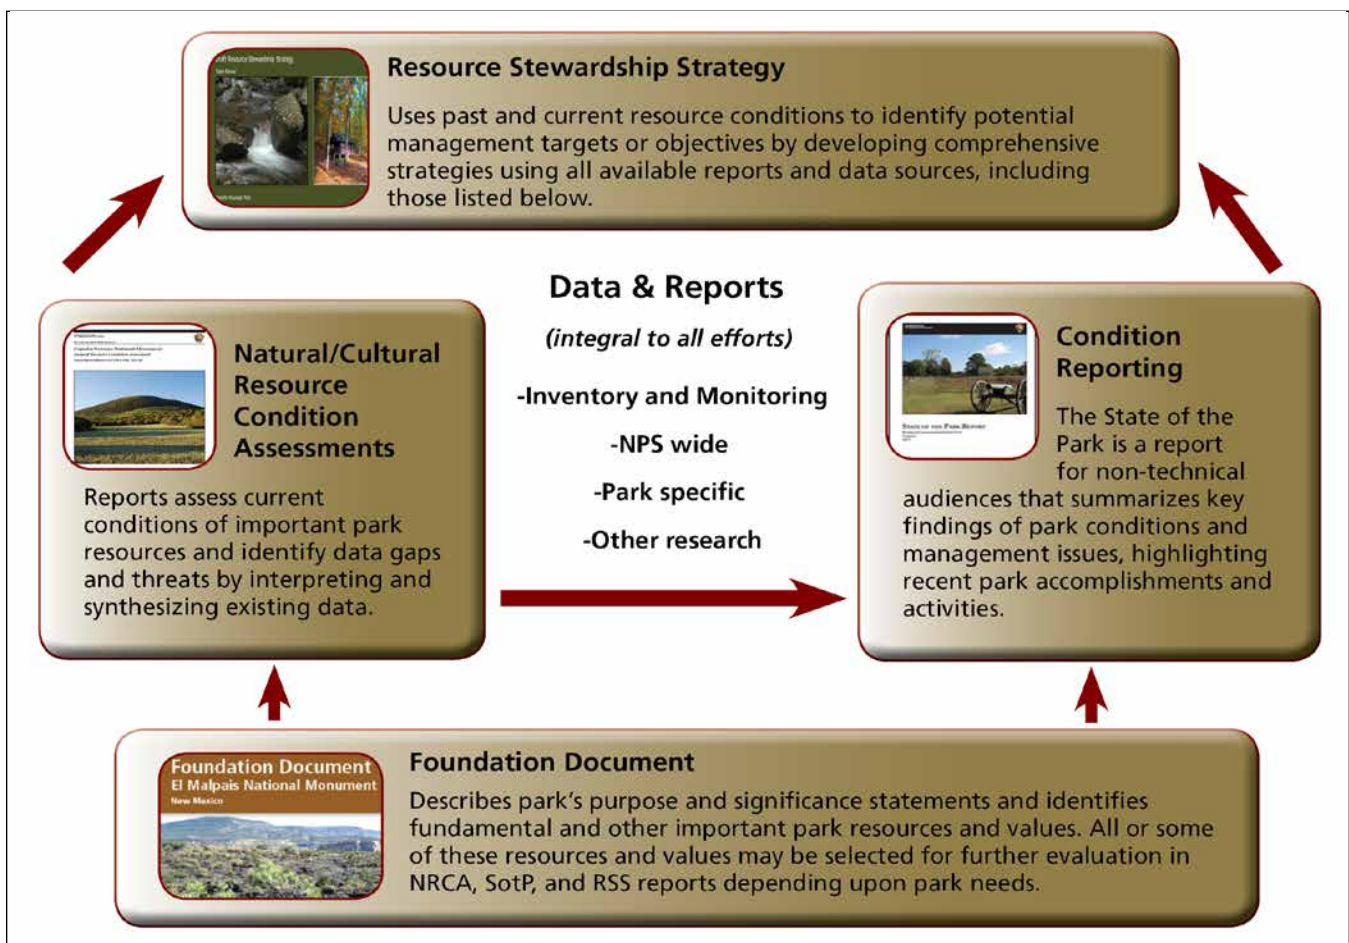 Resource Stewardship Strategy
Uses past and current resource conditions to identify potential
management targets or objectives by developing comprehensive
strategies using all available reports and data sources, including
those listed below.
Data & Reports
(integral to all efforts)
-Inventory and Monitoring
-NPS wide
-Park specific
-Other research
Natural/Cultural
Resource
Condition
Assessments
Reports assess current
conditions of important park
resources and identify data gaps
and threats by interpreting and
synthesizing existing data.
Condition
Reporting
STATE OF THE PARK REPORT
The State of the
Park is a report
for non-technical
audiences that summarizes key
findings of park conditions and
management issues, highlighting
recent park accomplishments and
activities.
Foundation Document
El Malpais National Monument
New Mexico
Foundation Document
Describes park's purpose and significance statements and identifies
fundamental and other important park resources and values. All or some
of these resources and values may be selected for further evaluation in
NRCA, SotP, and RSS reports depending upon park needs.